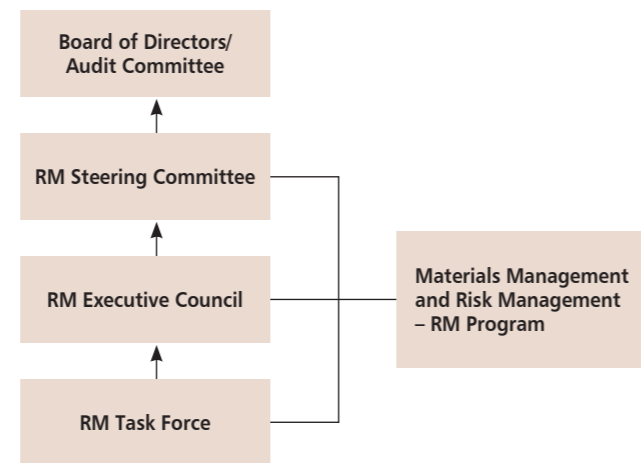 Board of Directors/
Audit Committee
RM Steering Committee
RM Executive Council
Materials Management
and Risk Management
– RM Program
RM Task Force